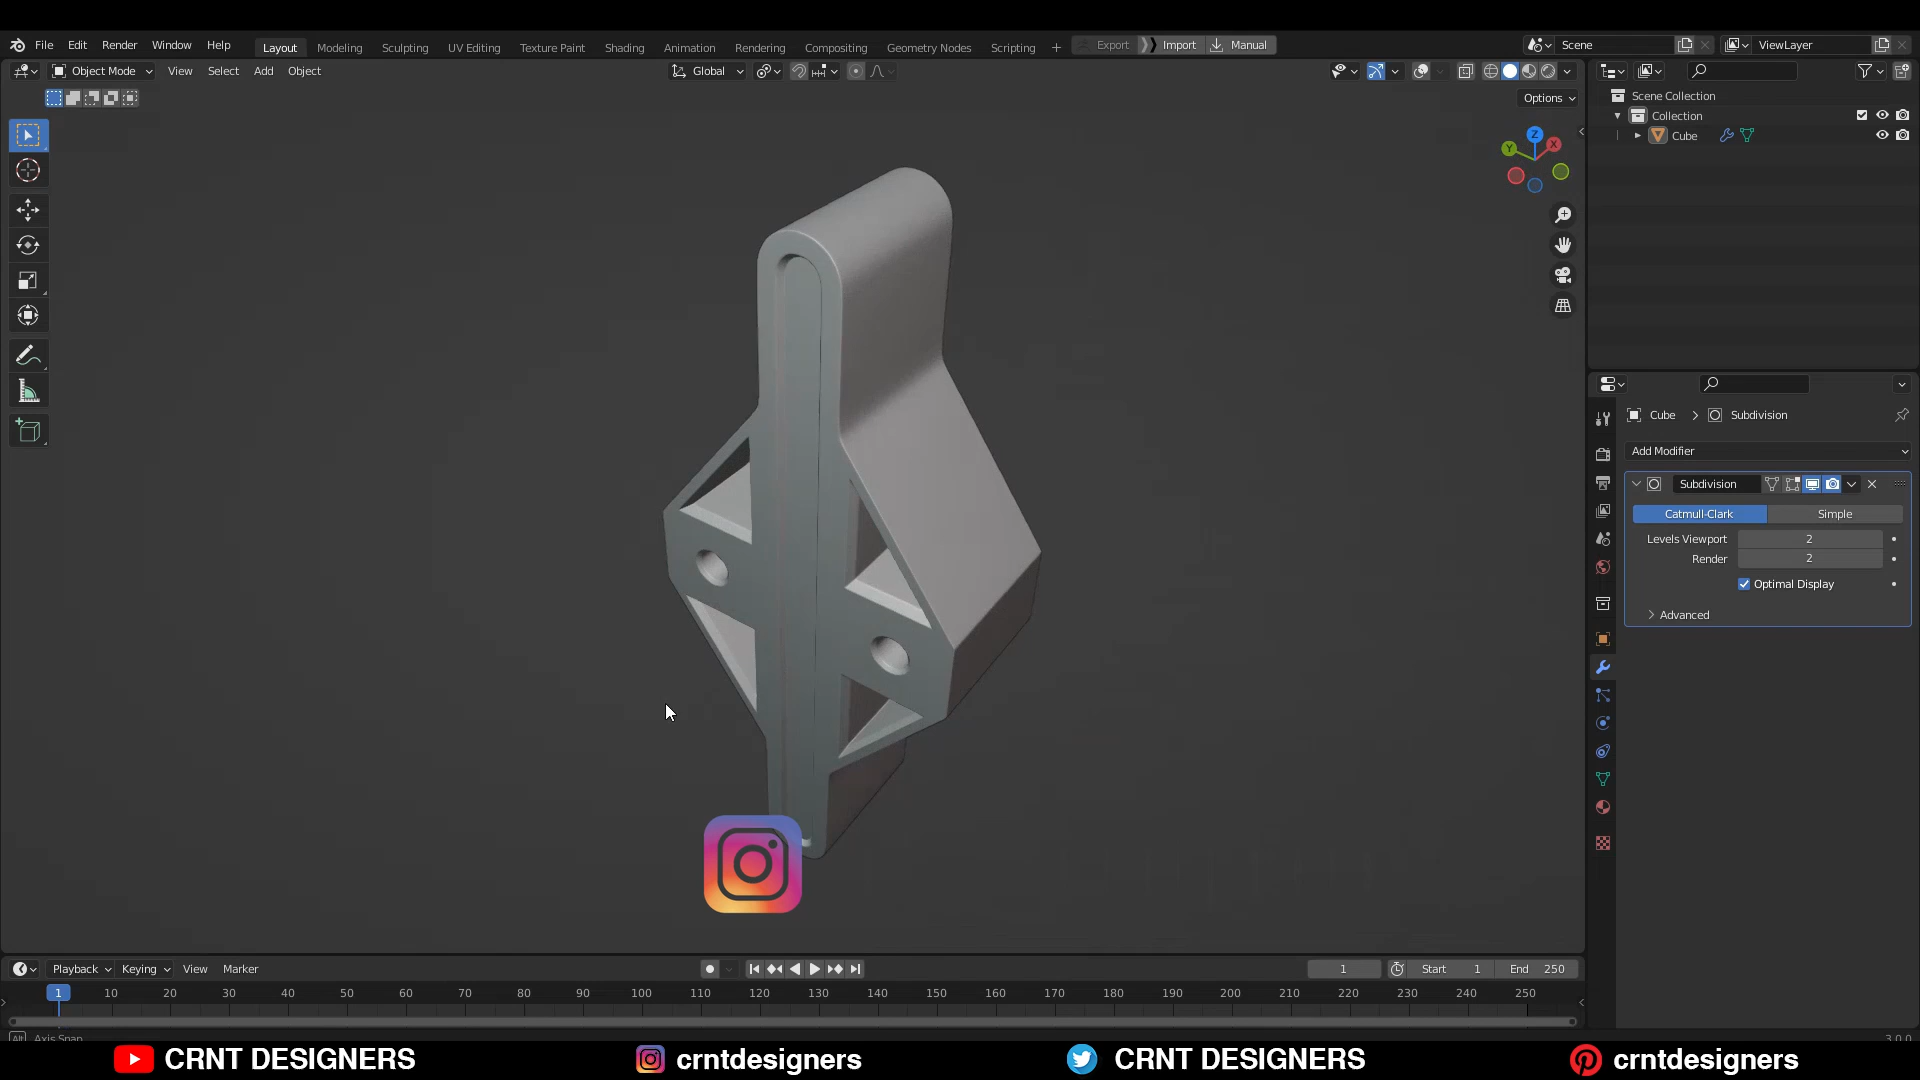 File Edit Render Window Help Layout Modeling Sculpting UV Editing Texture Paint Shading Animation Rendering Compositing Geometry Nodes Scripting + Export Import Manual Scene ViewLayer
Object Mode View Select Add Object Global
Options
Scene Collection
Collection
Cube
Z
Y X
Cube > Subdivision
Add Modifier
Subdivision
Catmull-Clark Simple
Levels Viewport 2
Render 2
Optimal Display
Advanced
Playback Keying View Marker 1 Start 1 End 250
1 10 20 30 40 50 60 70 80 90 100 110 120 130 140 150 160 170 180 190 200 210 220 230 240 250
Alt Axis Snap 3.0.0
CRNT DESIGNERS crntdesigners CRNT DESIGNERS crntdesigners